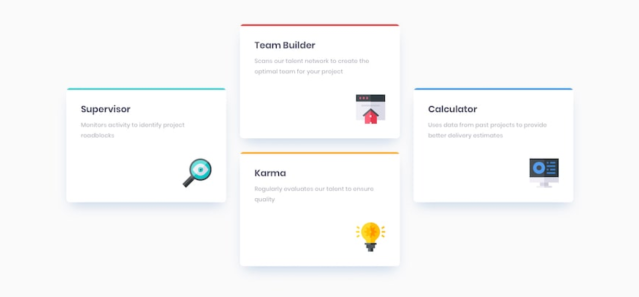 Team Builder
Scans our talent network to create the
optimal team for your project
Supervisor
Monitors activity to identify project
roadblocks
Calculator
Uses data from past projects to provide
better delivery estimates
Karma
Regularly evaluates our talent to ensure
quality